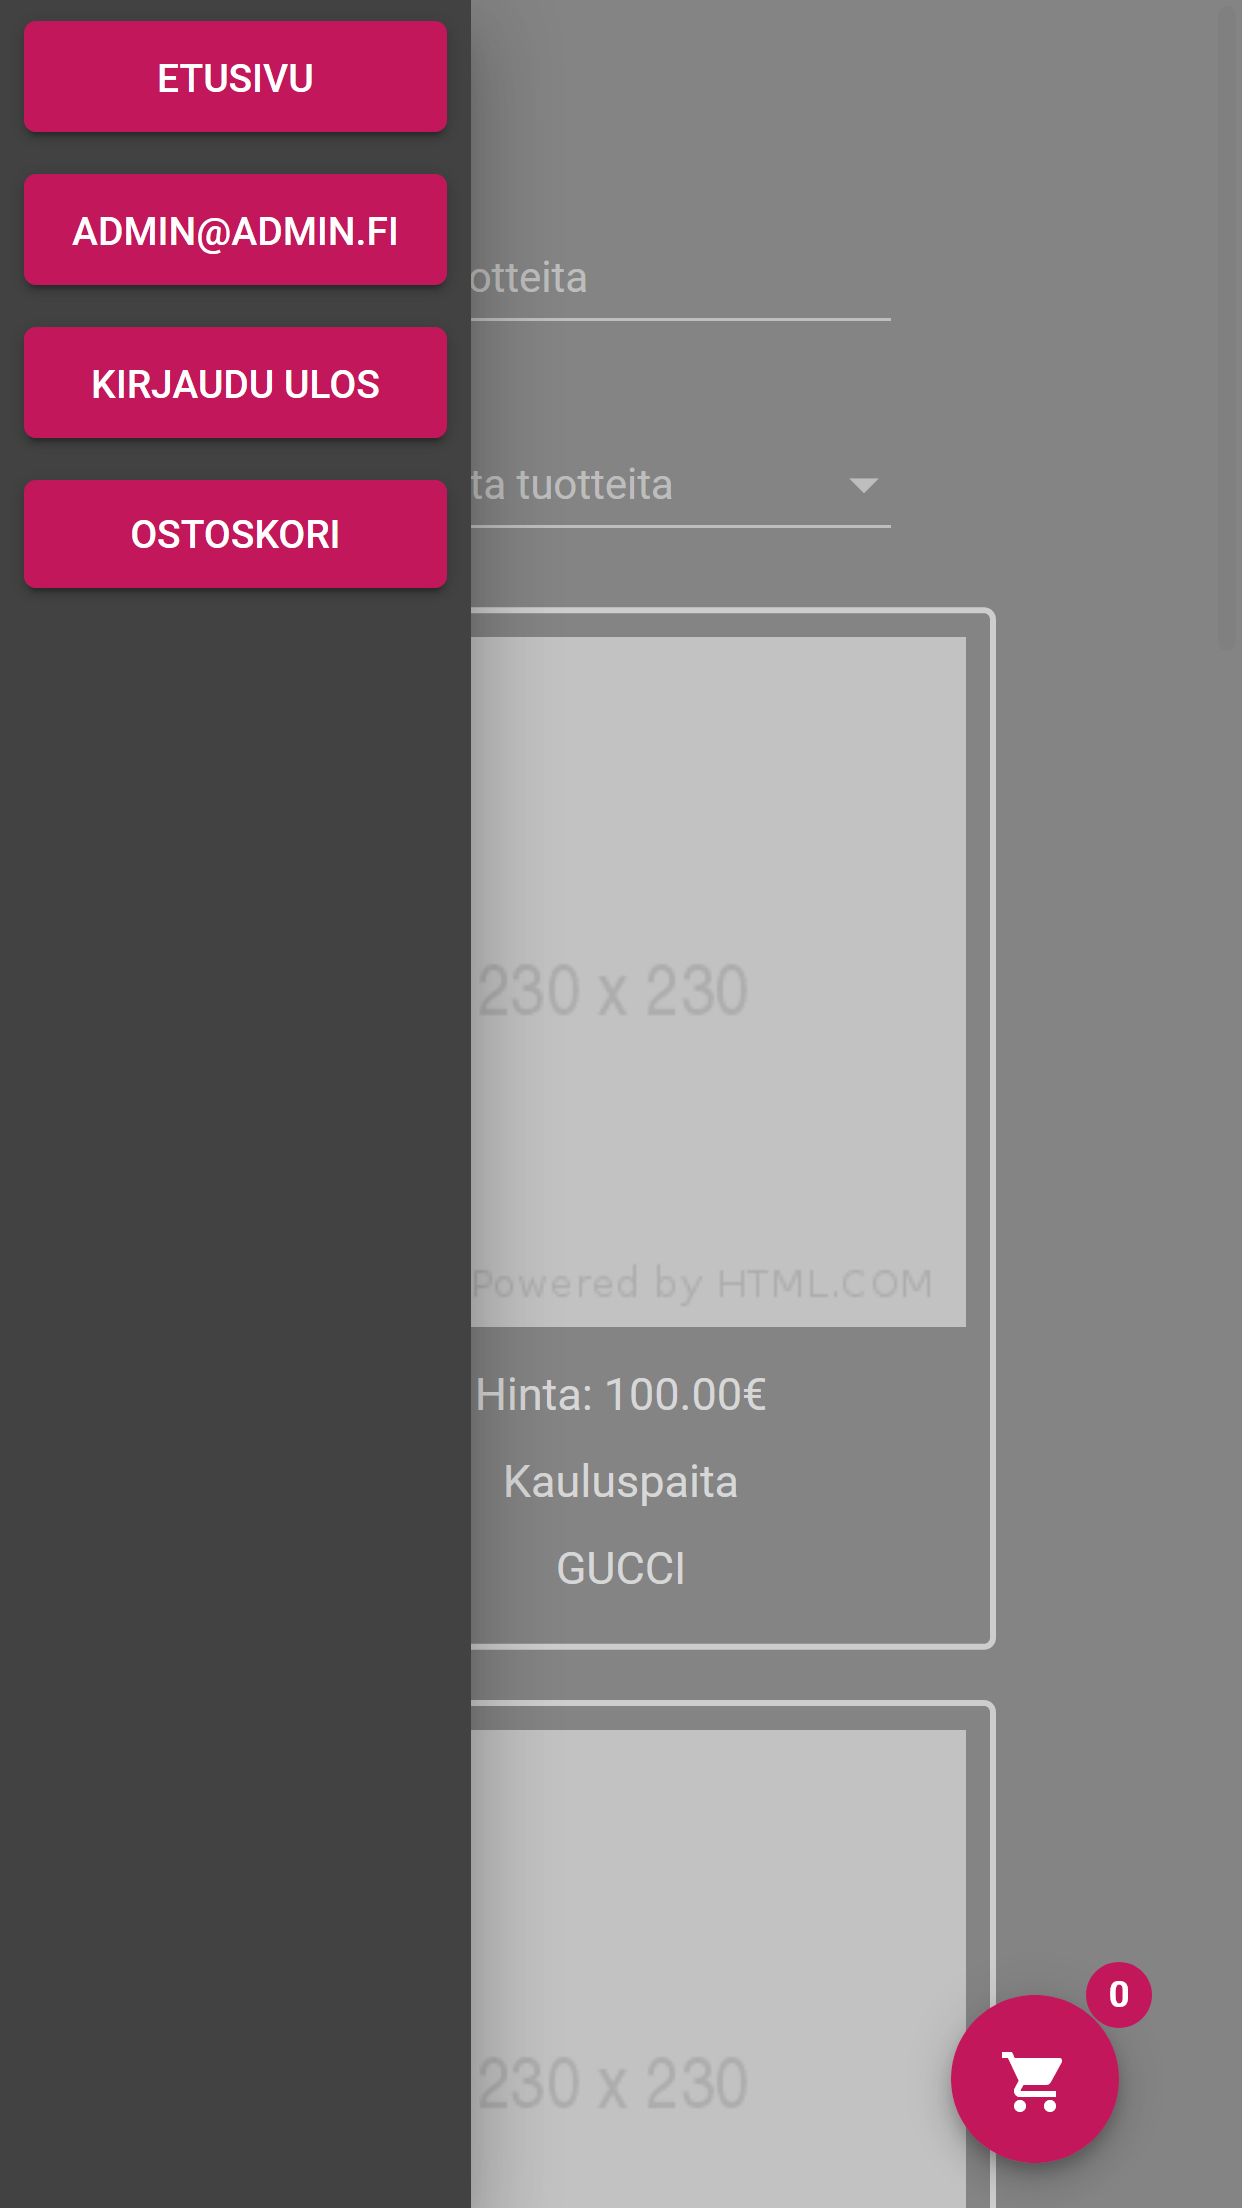 ETUSIVU
ADMIN@ADMIN.FI
KIRJAUDU ULOS
OSTOSKORI
otteita
ta tuotteita
230 x 230
Powered by HTML.COM
Hinta: 100.00€
Kauluspaita
GUCCI
230 x 230
0